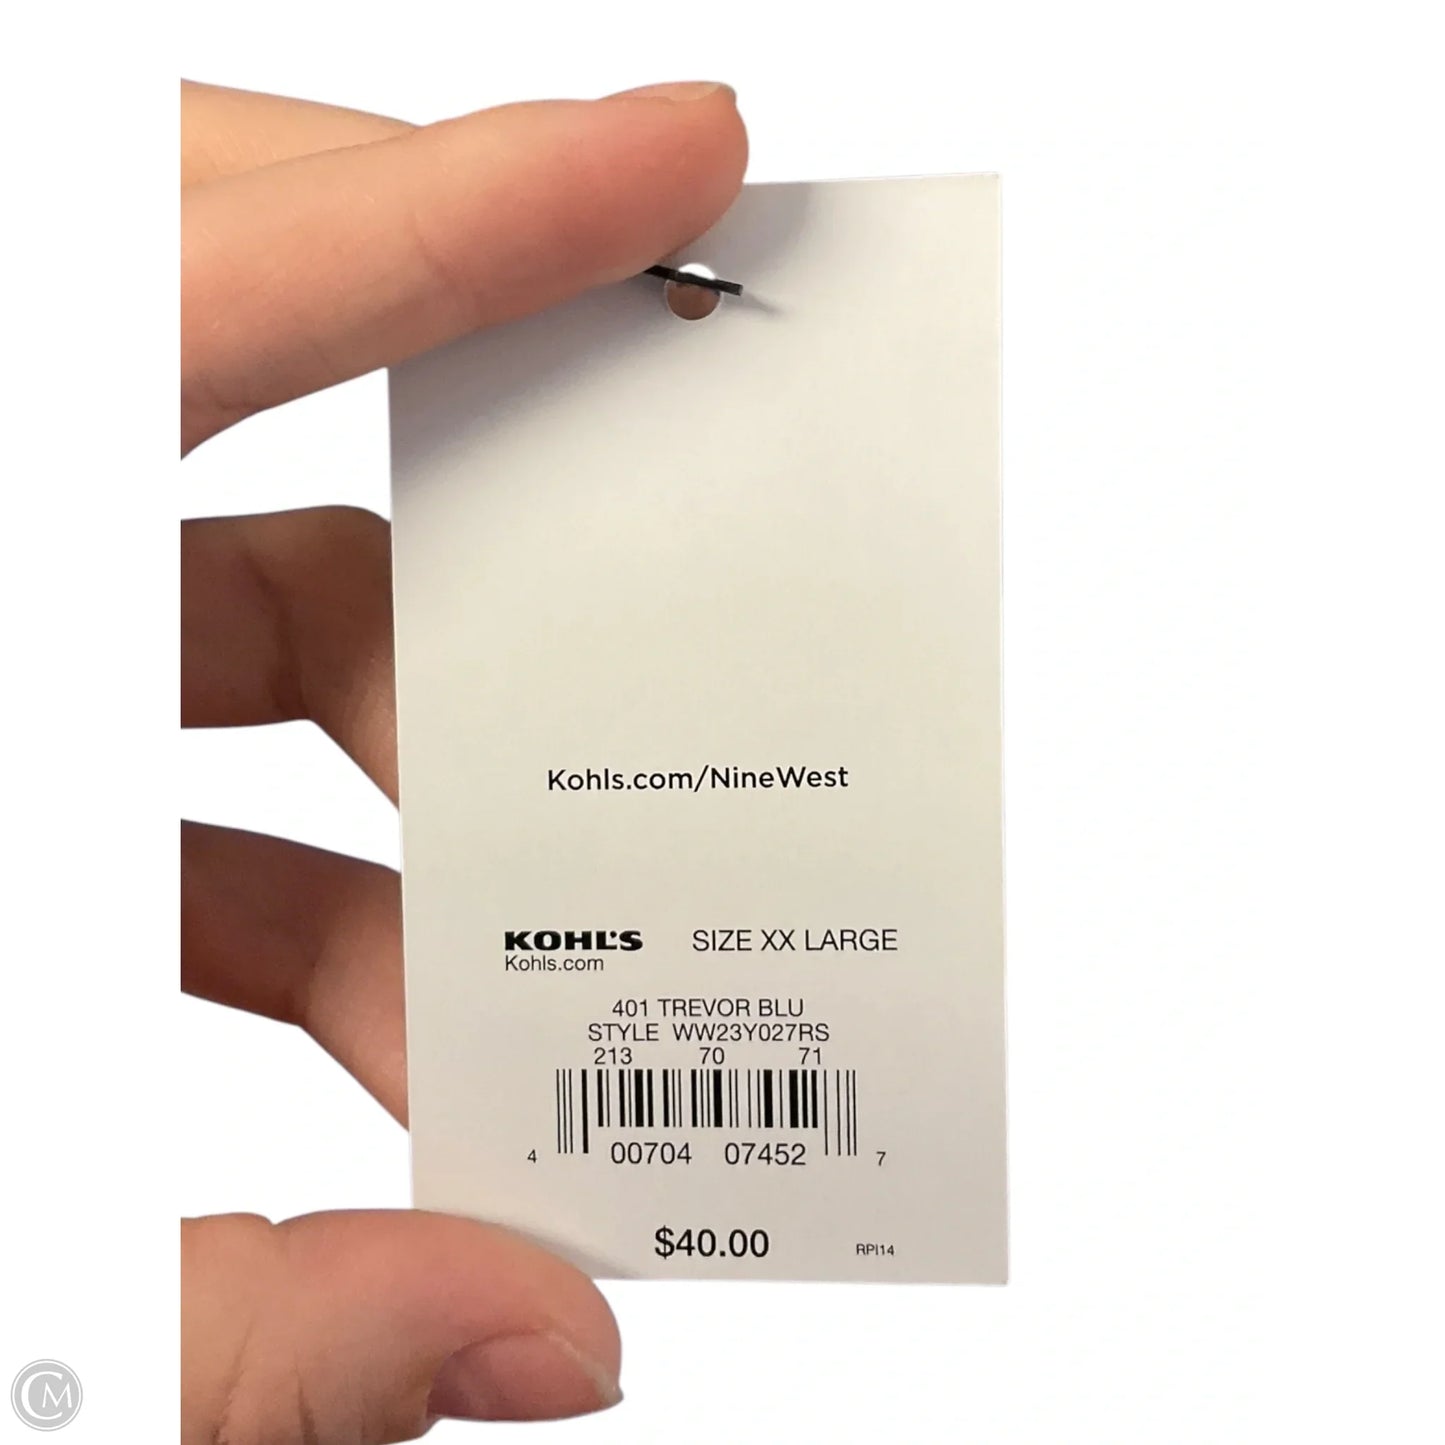 Kohls.com/NineWest
KOHL'S SIZE XX LARGE
Kohls.com
401 TREVOR BLU
STYLE WW23Y027RS
213 70 71
4 00704 07452 7
$40.00 RPI14
CM